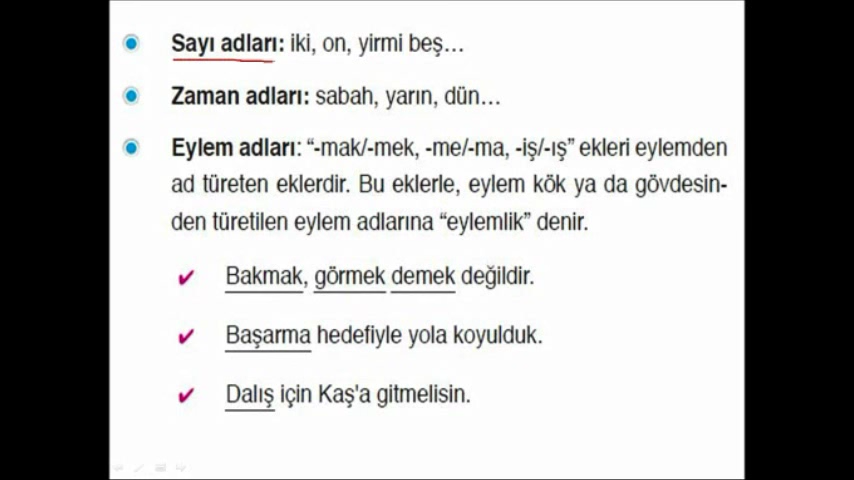 Sayı adları: iki, on, yirmi beş...
Zaman adları: sabah, yarın, dün...
Eylem adları: “-mak/-mek, -me/-ma, -iş/-ış” ekleri eylemden
ad türeten eklerdir. Bu eklerle, eylem kök ya da gövdesin-
den türetilen eylem adlarına “eylemlik” denir.
✔ Bakmak, görmek demek değildir.
✔ Başarma hedefiyle yola koyulduk.
✔ Dalış için Kaş'a gitmelisin.